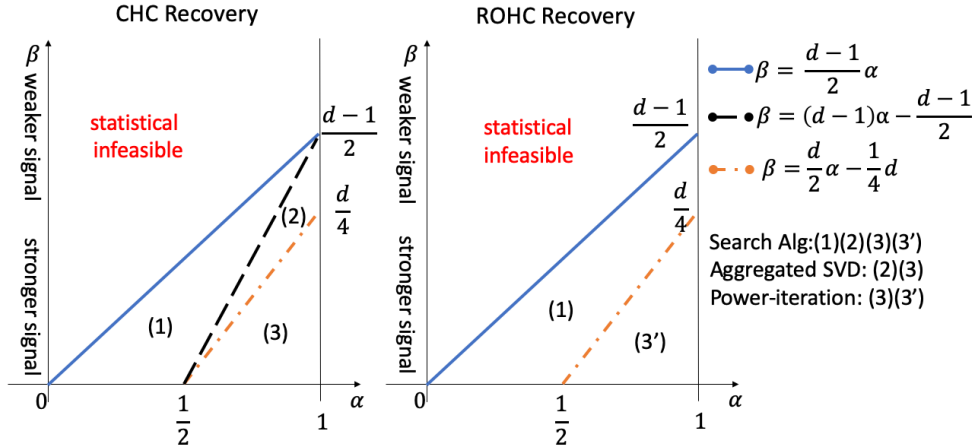 CHC Recovery
β
weaker signal
stronger signal
statistical
infeasible
(d − 1)/2
d/4
(1)
(2)
(3)
0
1/2
1
α
ROHC Recovery
β
weaker signal
stronger signal
statistical
infeasible
(d − 1)/2
d/4
(1)
(3')
0
1/2
1
α
β = (d − 1)/2 α
β = (d − 1)α − (d − 1)/2
β = d/2 α − 1/4 d
Search Alg:(1)(2)(3)(3')
Aggregated SVD: (2)(3)
Power-iteration: (3)(3')